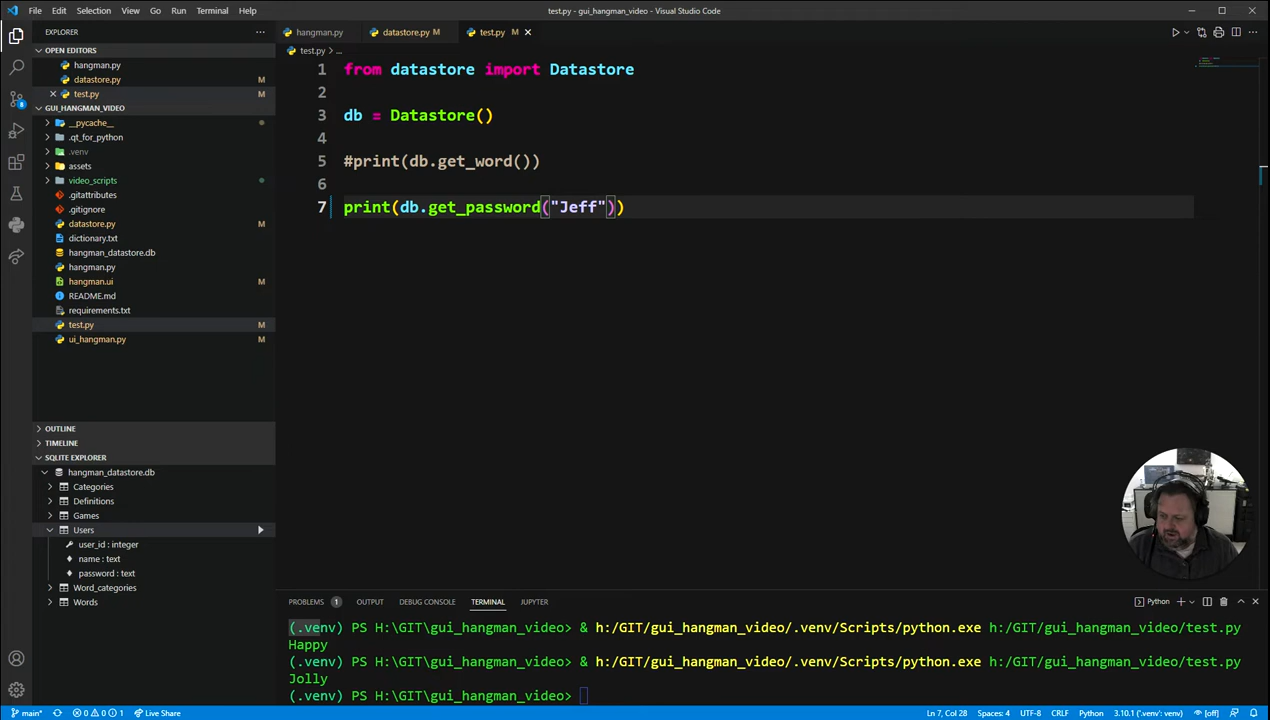 File Edit Selection View Go Run Terminal Help
test.py - gui_hangman_video - Visual Studio Code
EXPLORER
OPEN EDITORS
hangman.py
datastore.py M
test.py M
GUI_HANGMAN_VIDEO
__pycache__
.qt_for_python
.venv
assets
video_scripts
.gitattributes
.gitignore
datastore.py M
dictionary.txt
hangman_datastore.db
hangman.py
hangman.ui M
README.md
requirements.txt
test.py M
ui_hangman.py M
OUTLINE
TIMELINE
SQLITE EXPLORER
hangman_datastore.db
Categories
Definitions
Games
Users
user_id : integer
name : text
password : text
Word_categories
Words
hangman.py datastore.py M test.py M
test.py > ...
1 from datastore import Datastore
2
3 db = Datastore()
4
5 #print(db.get_word())
6
7 print(db.get_password("Jeff"))
PROBLEMS 1 OUTPUT DEBUG CONSOLE TERMINAL JUPYTER
Python
(.venv) PS H:\GIT\gui_hangman_video> & h:/GIT/gui_hangman_video/.venv/Scripts/python.exe h:/GIT/gui_hangman_video/test.py
Happy
(.venv) PS H:\GIT\gui_hangman_video> & h:/GIT/gui_hangman_video/.venv/Scripts/python.exe h:/GIT/gui_hangman_video/test.py
Jolly
(.venv) PS H:\GIT\gui_hangman_video>
main* 0 0 1 Live Share
Ln 7, Col 28 Spaces: 4 UTF-8 CRLF Python 3.10.1 ('.venv': venv) [off]